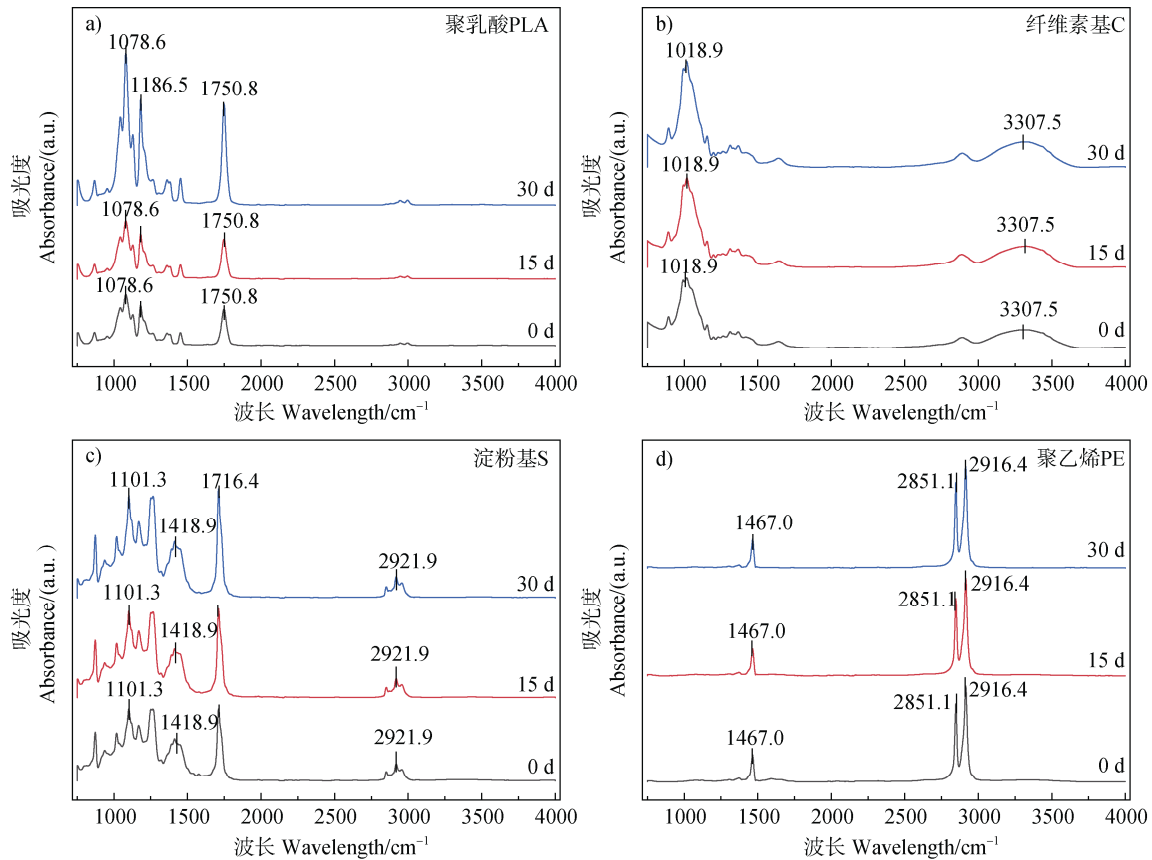 a)
聚乳酸PLA
1078.6
1186.5
1750.8
30 d
1078.6
1750.8
15 d
1078.6
1750.8
0 d
吸光度
Absorbance/(a.u.)
1000 1500 2000 2500 3000 3500 4000
波长 Wavelength/cm⁻¹
b)
纤维素基C
1018.9
3307.5
30 d
1018.9
3307.5
15 d
1018.9
3307.5
0 d
吸光度
Absorbance/(a.u.)
1000 1500 2000 2500 3000 3500 4000
波长 Wavelength/cm⁻¹
c)
淀粉基S
1101.3
1716.4
1418.9
2921.9
30 d
1101.3
1418.9
2921.9
15 d
1101.3
1418.9
2921.9
0 d
吸光度
Absorbance/(a.u. )
1000 1500 2000 2500 3000 3500 4000
波长 Wavelength/cm⁻¹
d)
聚乙烯PE
2916.4
2851.1
1467.0
30 d
2916.4
2851.1
1467.0
15 d
2916.4
2851.1
1467.0
0 d
吸光度
Absorbance/(a.u.)
1000 1500 2000 2500 3000 3500 4000
波长 Wavelength/cm⁻¹